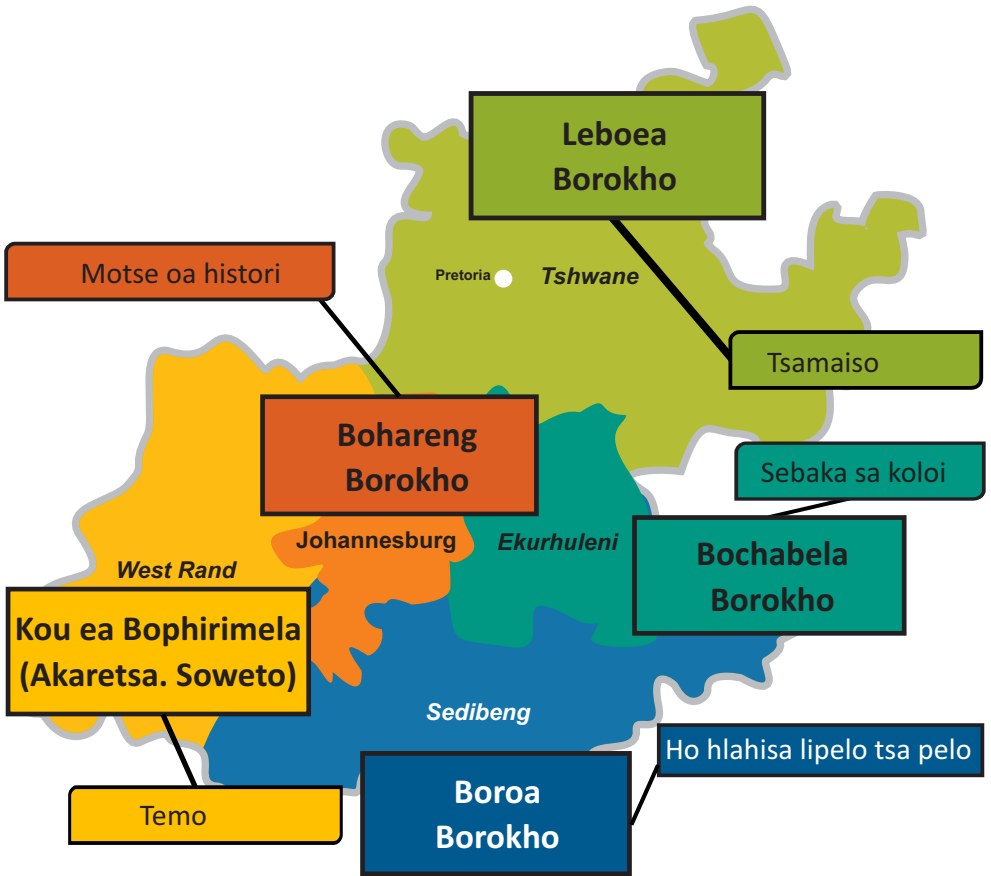 Leboea
Borokho
Motse oa histori
Pretoria
Tshwane
Tsamaiso
Bohareng
Borokho
Sebaka sa koloi
Johannesburg
Ekurhuleni
West Rand
Bochabela
Borokho
Kou ea Bophirimela
(Akaretsa. Soweto)
Sedibeng
Ho hlahisa lipelo tsa pelo
Boroa
Borokho
Temo